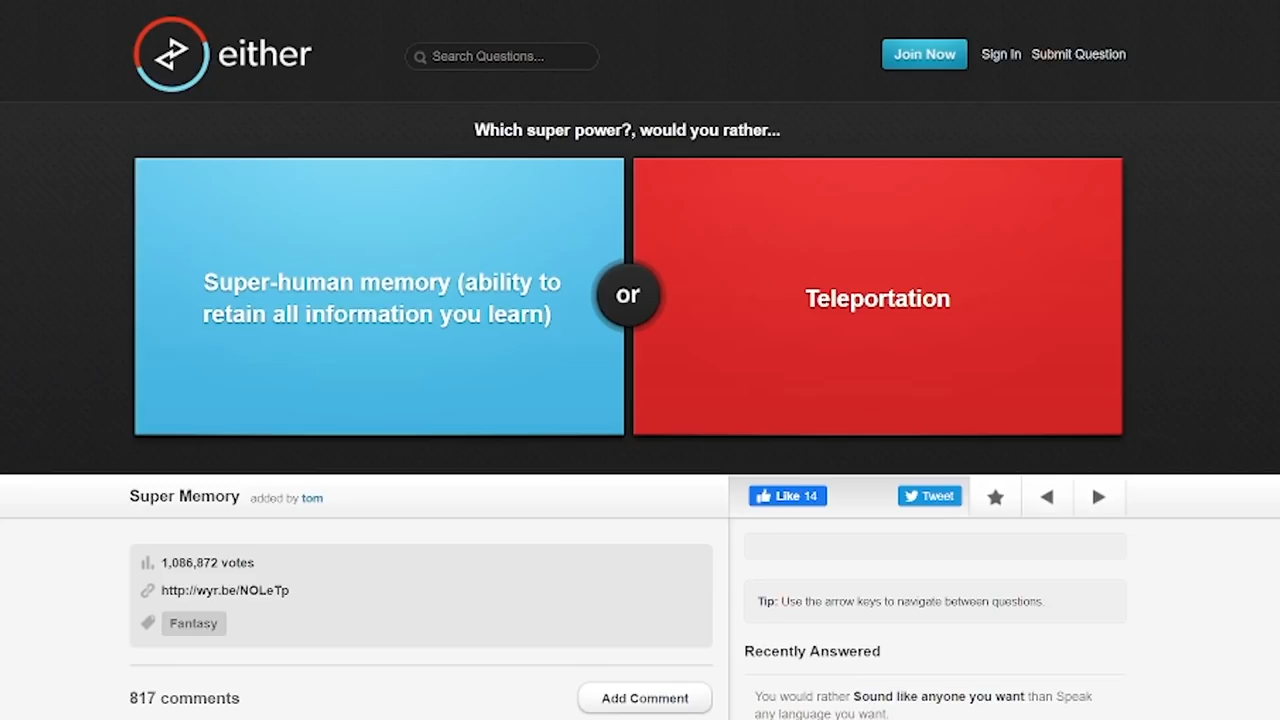 either
Search Questions...
Join Now
Sign In
Submit Question
Which super power?, would you rather...
Super-human memory (ability to
retain all information you learn)
or
Teleportation
Super Memory added by tom
Like 14
Tweet
1,086,872 votes
http://wyr.be/NOLeTp
Fantasy
817 comments
Add Comment
Tip: Use the arrow keys to navigate between questions.
Recently Answered
You would rather Sound like anyone you want than Speak
any language you want.